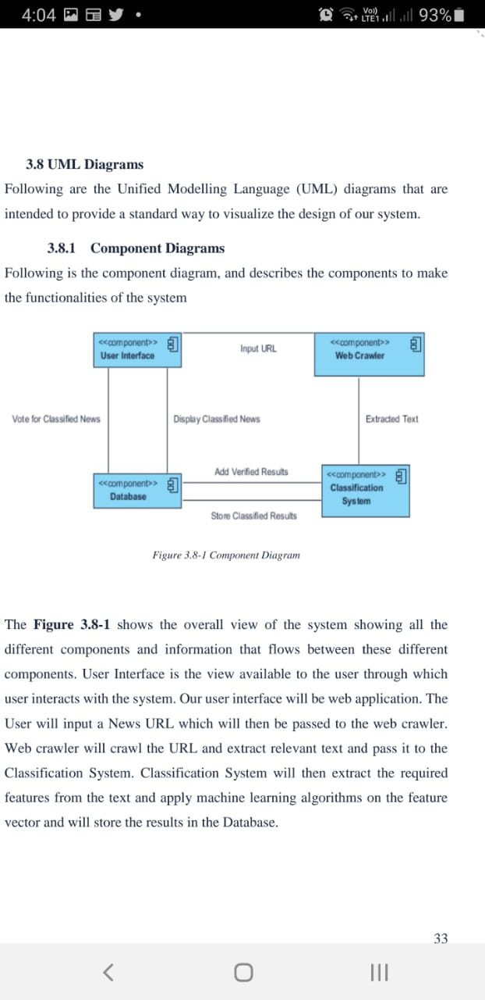 4:04
Vo)) LTE1 93%
3.8 UML Diagrams
Following are the Unified Modelling Language (UML) diagrams that are
intended to provide a standard way to visualize the design of our system.
3.8.1 Component Diagrams
Following is the component diagram, and describes the components to make
the functionalities of the system
<<component>>
User Interface
Input URL
<<component>>
Web Crawler
Vote for Classified News
Display Classified News
Extracted Text
<<component>>
Database
Add Verified Results
Store Classified Results
<<component>>
Classification
System
Figure 3.8-1 Component Diagram
The Figure 3.8-1 shows the overall view of the system showing all the
different components and information that flows between these different
components. User Interface is the view available to the user through which
user interacts with the system. Our user interface will be web application. The
User will input a News URL which will then be passed to the web crawler.
Web crawler will crawl the URL and extract relevant text and pass it to the
Classification System. Classification System will then extract the required
features from the text and apply machine learning algorithms on the feature
vector and will store the results in the Database.
33